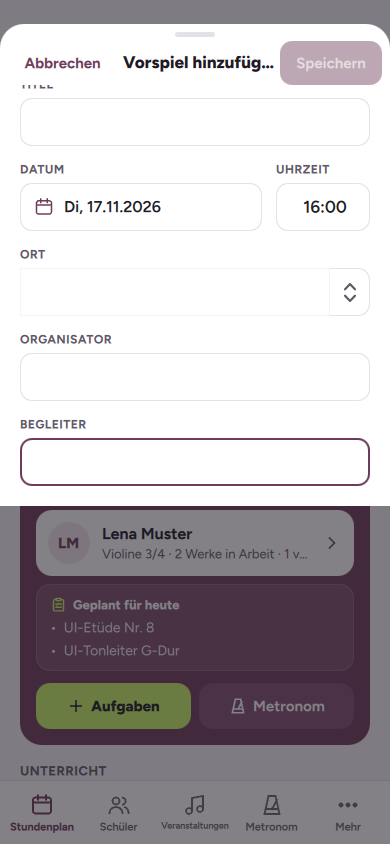 Abbrechen Vorspiel hinzufüg... Speichern
TITEL
DATUM UHRZEIT
Di, 17.11.2026 16:00
ORT
ORGANISATOR
BEGLEITER
LM Lena Muster
Violine 3/4 · 2 Werke in Arbeit · 1 v...
Geplant für heute
• UI-Etüde Nr. 8
• UI-Tonleiter G-Dur
+ Aufgaben Metronom
UNTERRICHT
Stundenplan Schüler Veranstaltungen Metronom Mehr